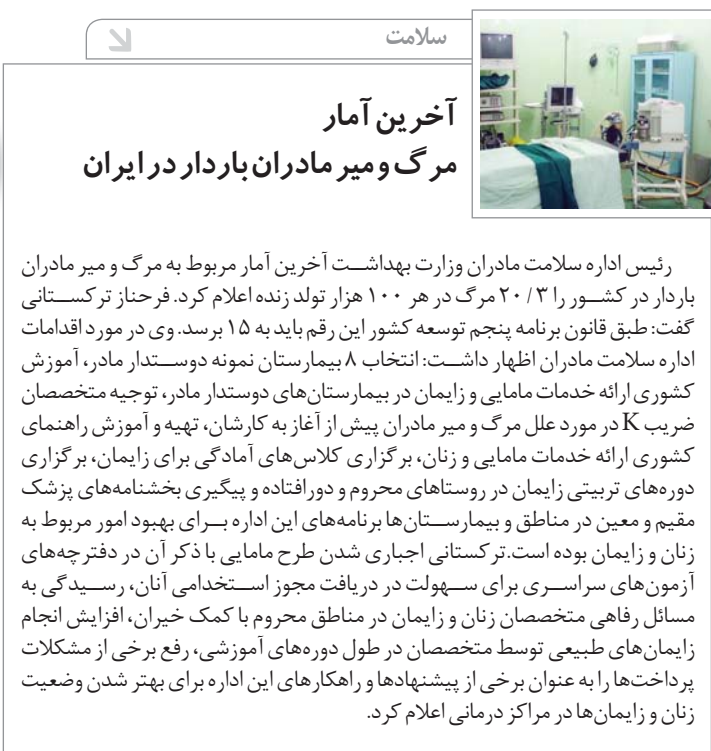 سلامت
آخرین آمار
مرگ و میر مادران باردار در ایران
رئیس اداره سلامت مادران وزارت بهداشت آخرین آمار مربوط به مرگ و میر مادران
باردار در کشور را ۲۰/۳ مرگ در هر ۱۰۰ هزار تولد زنده اعلام کرد. فرحناز ترکستانی
گفت: طبق قانون برنامه پنجم توسعه کشور این رقم باید به ۱۵ برسد. وی در مورد اقدامات
اداره سلامت مادران اظهار داشت: انتخاب ۸ بیمارستان نمونه دوستدار مادر، آموزش
کشوری ارائه خدمات مامایی و زایمان در بیمارستان‌های دوستدار مادر، توجیه متخصصان
ضریب K در مورد علل مرگ و میر مادران پیش از آغاز به کارشان، تهیه و آموزش راهنمای
کشوری ارائه خدمات مامایی و زنان، برگزاری کلاس‌های آمادگی برای زایمان، برگزاری
دوره‌های تربیتی زایمان در روستاهای محروم و دورافتاده و پیگیری بخشنامه‌های پزشک
مقیم و معین در مناطق و بیمارستان‌ها برنامه‌های این اداره برای بهبود امور مربوط به
زنان و زایمان بوده است.ترکستانی اجباری شدن طرح مامایی با ذکر آن در دفترچه‌های
آزمون‌های سراسری برای سهولت در دریافت مجوز استخدامی آنان، رسیدگی به
مسائل رفاهی متخصصان زنان و زایمان در مناطق محروم با کمک خیران، افزایش انجام
زایمان‌های طبیعی توسط متخصصان در طول دوره‌های آموزشی، رفع برخی از مشکلات
پرداخت‌ها را به عنوان برخی از پیشنهادها و راهکارهای این اداره برای بهتر شدن وضعیت
زنان و زایمان‌ها در مراکز درمانی اعلام کرد.